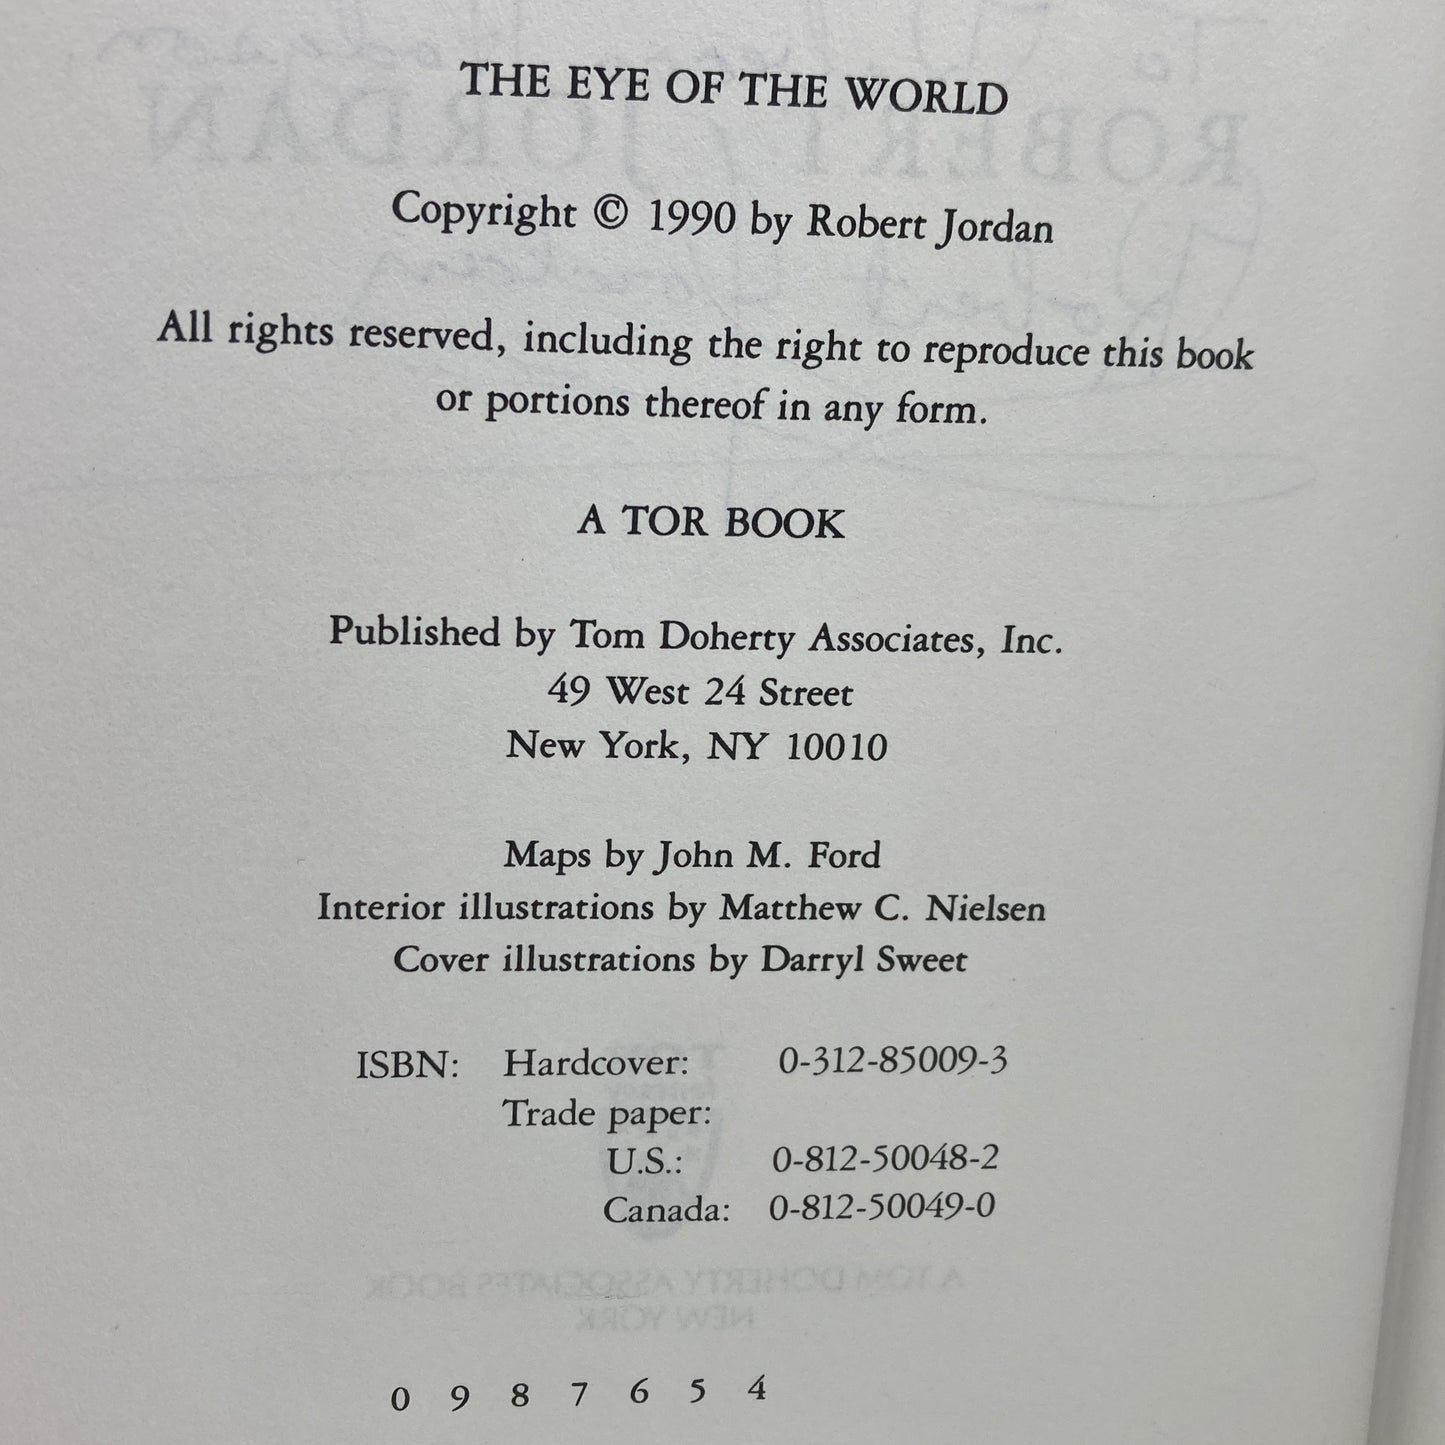 THE EYE OF THE WORLD
Copyright © 1990 by Robert Jordan
All rights reserved, including the right to reproduce this book
or portions thereof in any form.
A TOR BOOK
Published by Tom Doherty Associates, Inc.
49 West 24 Street
New York, NY 10010
Maps by John M. Ford
Interior illustrations by Matthew C. Nielsen
Cover illustrations by Darryl Sweet
ISBN: Hardcover: 0-312-85009-3
Trade paper:
U.S.: 0-812-50048-2
Canada: 0-812-50049-0
0 9 8 7 6 5 4